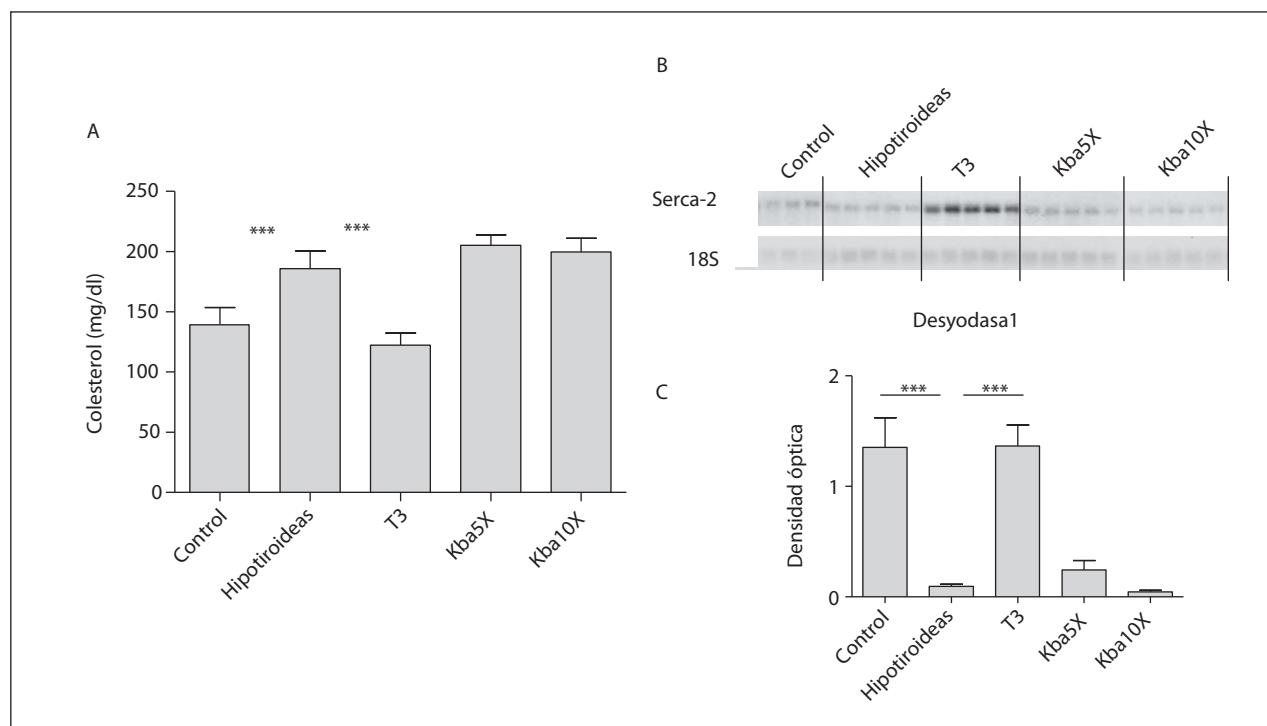 A
Colesterol (mg/dl)
250
200
150
100
50
0
***
***
Control
Hipotiroideas
T3
Kba5X
Kba10X
B
Control
Hipotiroideas
T3
Kba5X
Kba10X
Serca-2
18S
Desyodasa1
C
Densidad óptica
2
1
0
***
***
Control
Hipotiroideas
T3
Kba5X
Kba10X